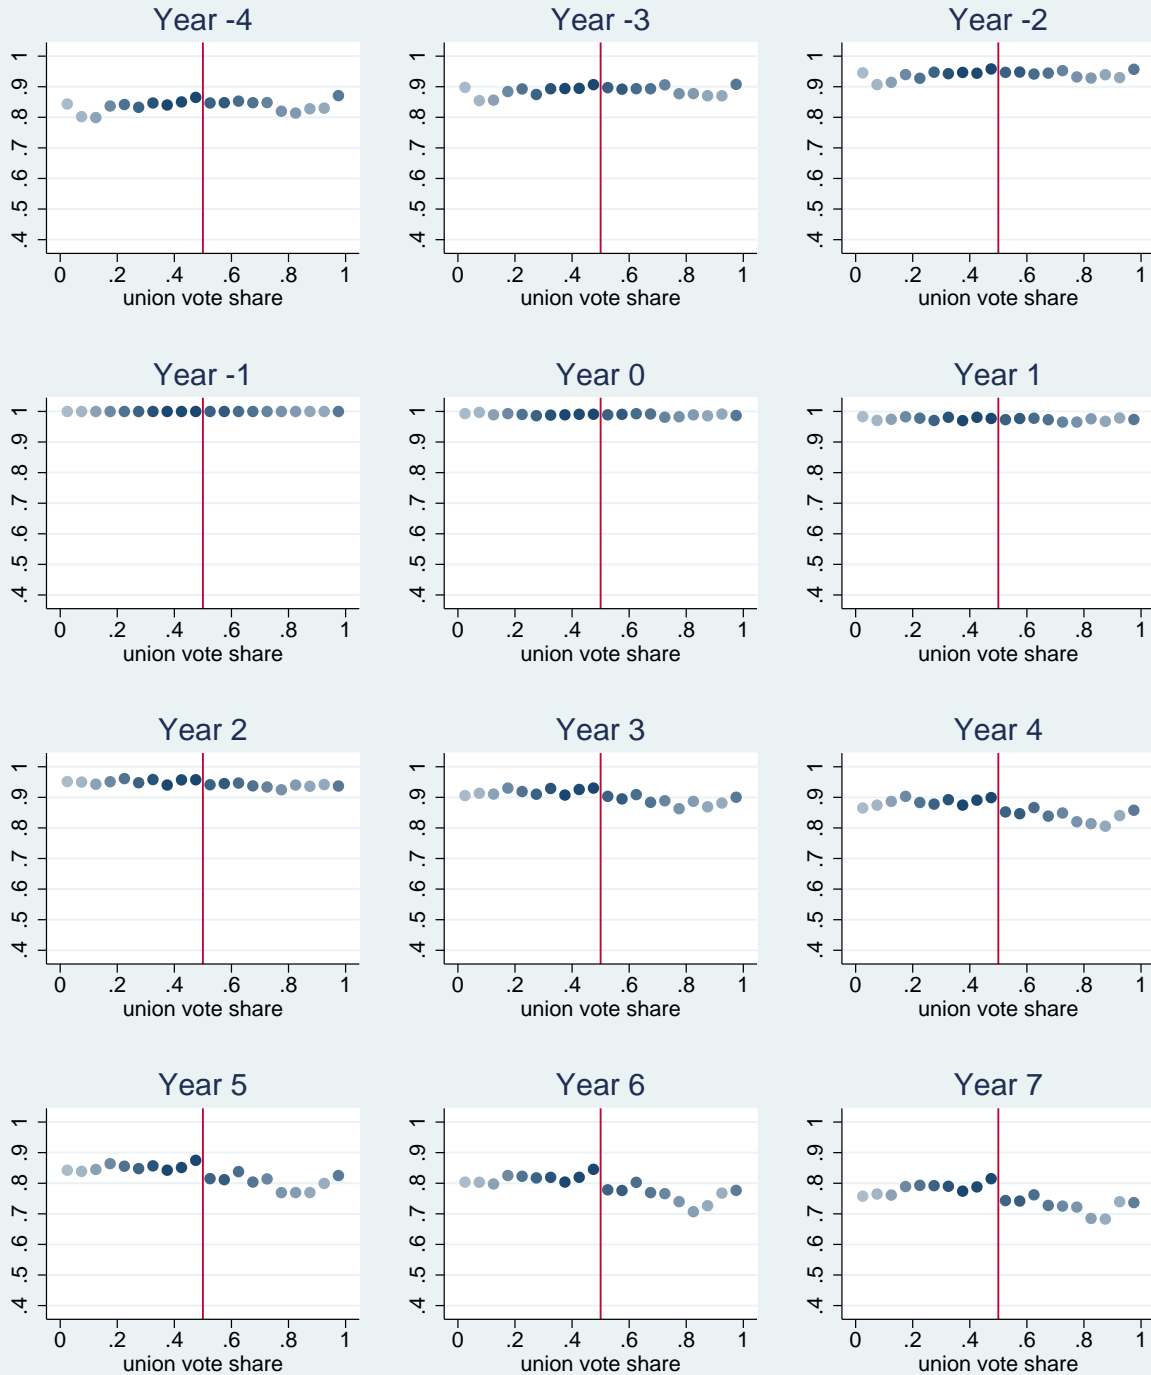 Year -4
Year -3
Year -2
1
.9
.8
.7
.6
.5
.4
0 .2 .4 .6 .8 1
union vote share
1
.9
.8
.7
.6
.5
.4
0 .2 .4 .6 .8 1
union vote share
1
.9
.8
.7
.6
.5
.4
0 .2 .4 .6 .8 1
union vote share
Year -1
Year 0
Year 1
1
.9
.8
.7
.6
.5
.4
0 .2 .4 .6 .8 1
union vote share
1
.9
.8
.7
.6
.5
.4
0 .2 .4 .6 .8 1
union vote share
1
.9
.8
.7
.6
.5
.4
0 .2 .4 .6 .8 1
union vote share
Year 2
Year 3
Year 4
1
.9
.8
.7
.6
.5
.4
0 .2 .4 .6 .8 1
union vote share
1
.9
.8
.7
.6
.5
.4
0 .2 .4 .6 .8 1
union vote share
1
.9
.8
.7
.6
.5
.4
0 .2 .4 .6 .8 1
union vote share
Year 5
Year 6
Year 7
1
.9
.8
.7
.6
.5
.4
0 .2 .4 .6 .8 1
union vote share
1
.9
.8
.7
.6
.5
.4
0 .2 .4 .6 .8 1
union vote share
1
.9
.8
.7
.6
.5
.4
0 .2 .4 .6 .8 1
union vote share